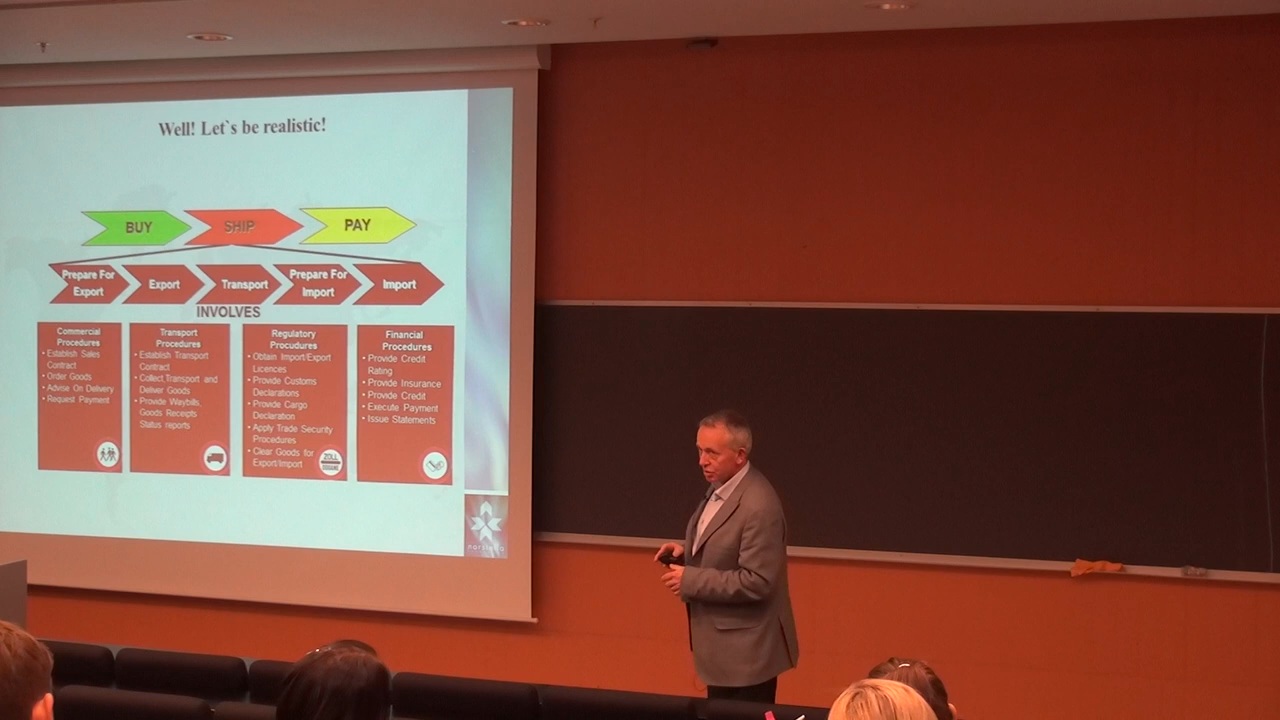 Well! Let`s be realistic!
BUY
SHIP
PAY
Prepare For
Export
Export
Transport
Prepare For
Import
Import
INVOLVES
Commercial
Procedures
• Establish Sales
Contract
• Order Goods
• Advise On Delivery
• Request Payment
Transport
Procedures
• Establish Transport
Contract
• Collect,Transport and
Deliver Goods
• Provide Waybills,
Goods Receipts
Status reports
Regulatory
Procudures
• Obtain Import/Export
Licences
• Provide Customs
Declarations
• Provide Cargo
Declaration
• Apply Trade Security
Procedures
• Clear Goods for
Export/Import
ZOLL
DOUANE
Financial
Procedures
• Provide Credit
Rating
• Provide Insurance
• Provide Credit
• Execute Payment
• Issue Statements